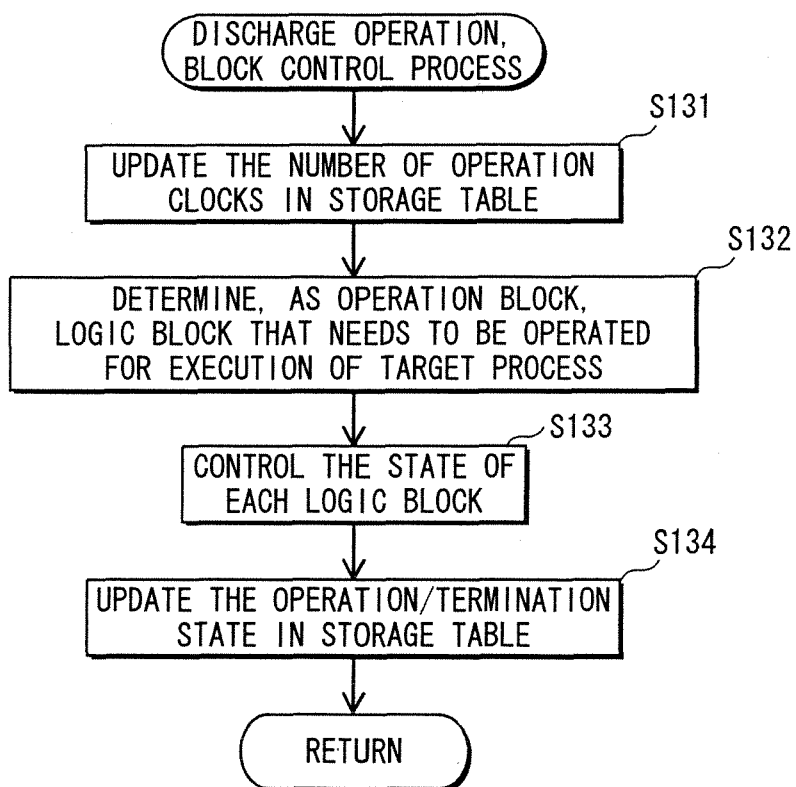 DISCHARGE OPERATION,
BLOCK CONTROL PROCESS
S131
UPDATE THE NUMBER OF OPERATION
CLOCKS IN STORAGE TABLE
S132
DETERMINE, AS OPERATION BLOCK,
LOGIC BLOCK THAT NEEDS TO BE OPERATED
FOR EXECUTION OF TARGET PROCESS
S133
CONTROL THE STATE OF
EACH LOGIC BLOCK
S134
UPDATE THE OPERATION/TERMINATION
STATE IN STORAGE TABLE
RETURN